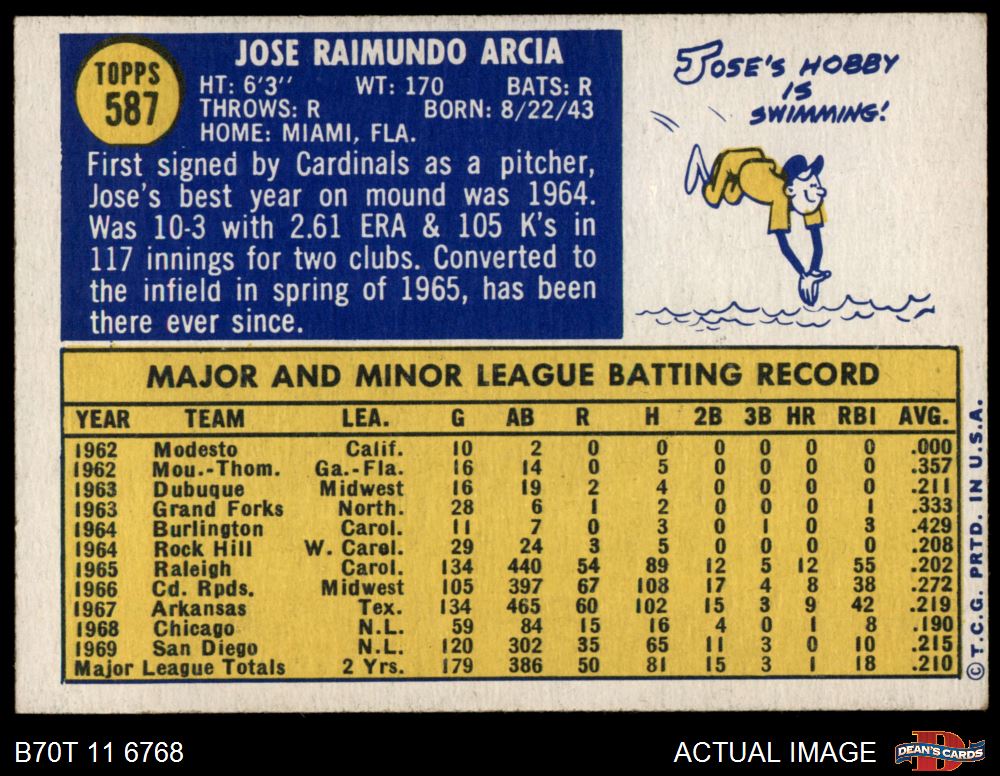 TOPPS
587
JOSE RAIMUNDO ARCIA
HT: 6'3" WT: 170 BATS: R
THROWS: R BORN: 8/22/43
HOME: MIAMI, FLA.
First signed by Cardinals as a pitcher,
Jose's best year on mound was 1964.
Was 10-3 with 2.61 ERA & 105 K's in
117 innings for two clubs. Converted to
the infield in spring of 1965, has been
there ever since.
JOSE'S HOBBY
IS
SWIMMING!
MAJOR AND MINOR LEAGUE BATTING RECORD
YEAR TEAM LEA. G AB R H 2B 3B HR RBI AVG.
1962 Modesto Calif. 10 2 0 0 0 0 0 0 .000
1962 Mou.-Thom. Ga.-Fla. 16 14 0 5 0 0 0 0 .357
1963 Dubuque Midwest 16 19 2 4 0 0 0 0 .211
1963 Grand Forks North. 28 6 1 2 0 0 0 1 .333
1964 Burlington Carol. 11 7 0 3 0 1 0 3 .429
1964 Rock Hill W. Carol. 29 24 3 5 0 0 0 0 .208
1965 Raleigh Carol. 134 440 54 89 12 5 12 55 .202
1966 Cd. Rpds. Midwest 105 397 67 108 17 4 8 38 .272
1967 Arkansas Tex. 134 465 60 102 15 3 9 42 .219
1968 Chicago N.L. 59 84 15 16 4 0 1 8 .190
1969 San Diego N.L. 120 302 35 65 11 3 0 10 .215
Major League Totals 2 Yrs. 179 386 50 81 15 3 1 18 .210
©T.C.G. PRTD. IN U.S.A.
B70T 11 6768
ACTUAL IMAGE
D
DEAN'S CARDS